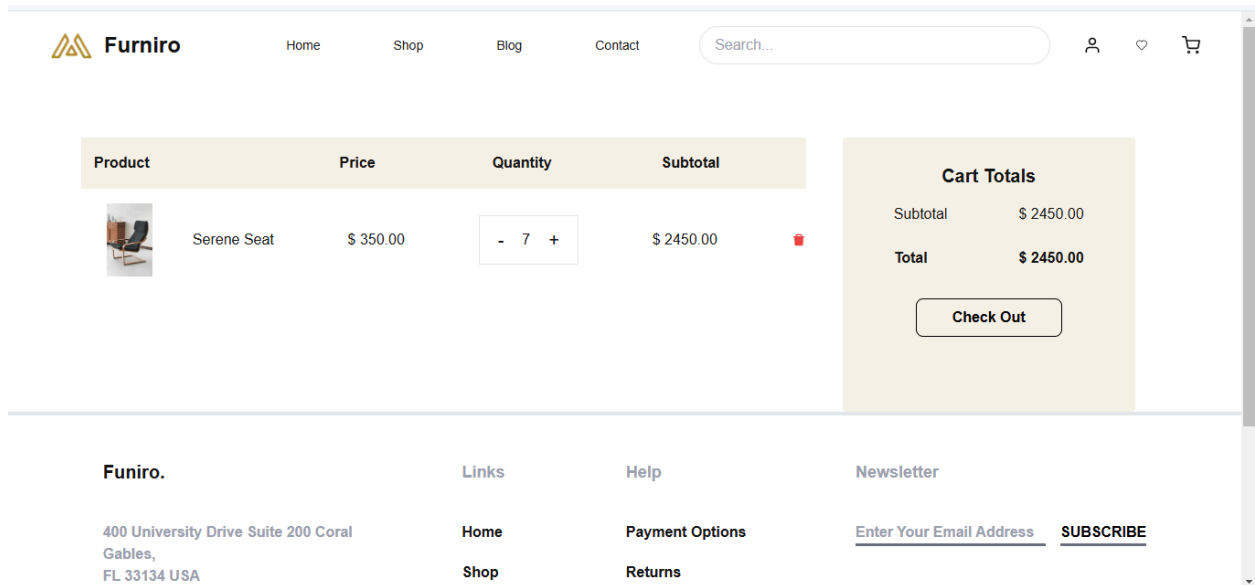 Furniro Home Shop Blog Contact Search...
Product Price Quantity Subtotal
Serene Seat $ 350.00 - 7 + $ 2450.00
Cart Totals
Subtotal $ 2450.00
Total $ 2450.00
Check Out
Funiro. Links Help Newsletter
400 University Drive Suite 200 Coral
Gables,
FL 33134 USA
Home Payment Options Enter Your Email Address SUBSCRIBE
Shop Returns